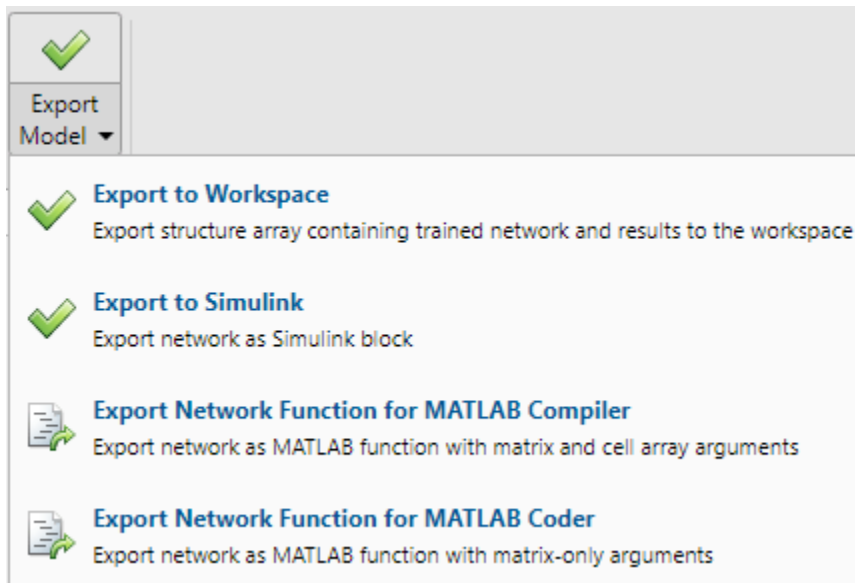 Export
Model
Export to Workspace
Export structure array containing trained network and results to the workspace
Export to Simulink
Export network as Simulink block
Export Network Function for MATLAB Compiler
Export network as MATLAB function with matrix and cell array arguments
Export Network Function for MATLAB Coder
Export network as MATLAB function with matrix-only arguments